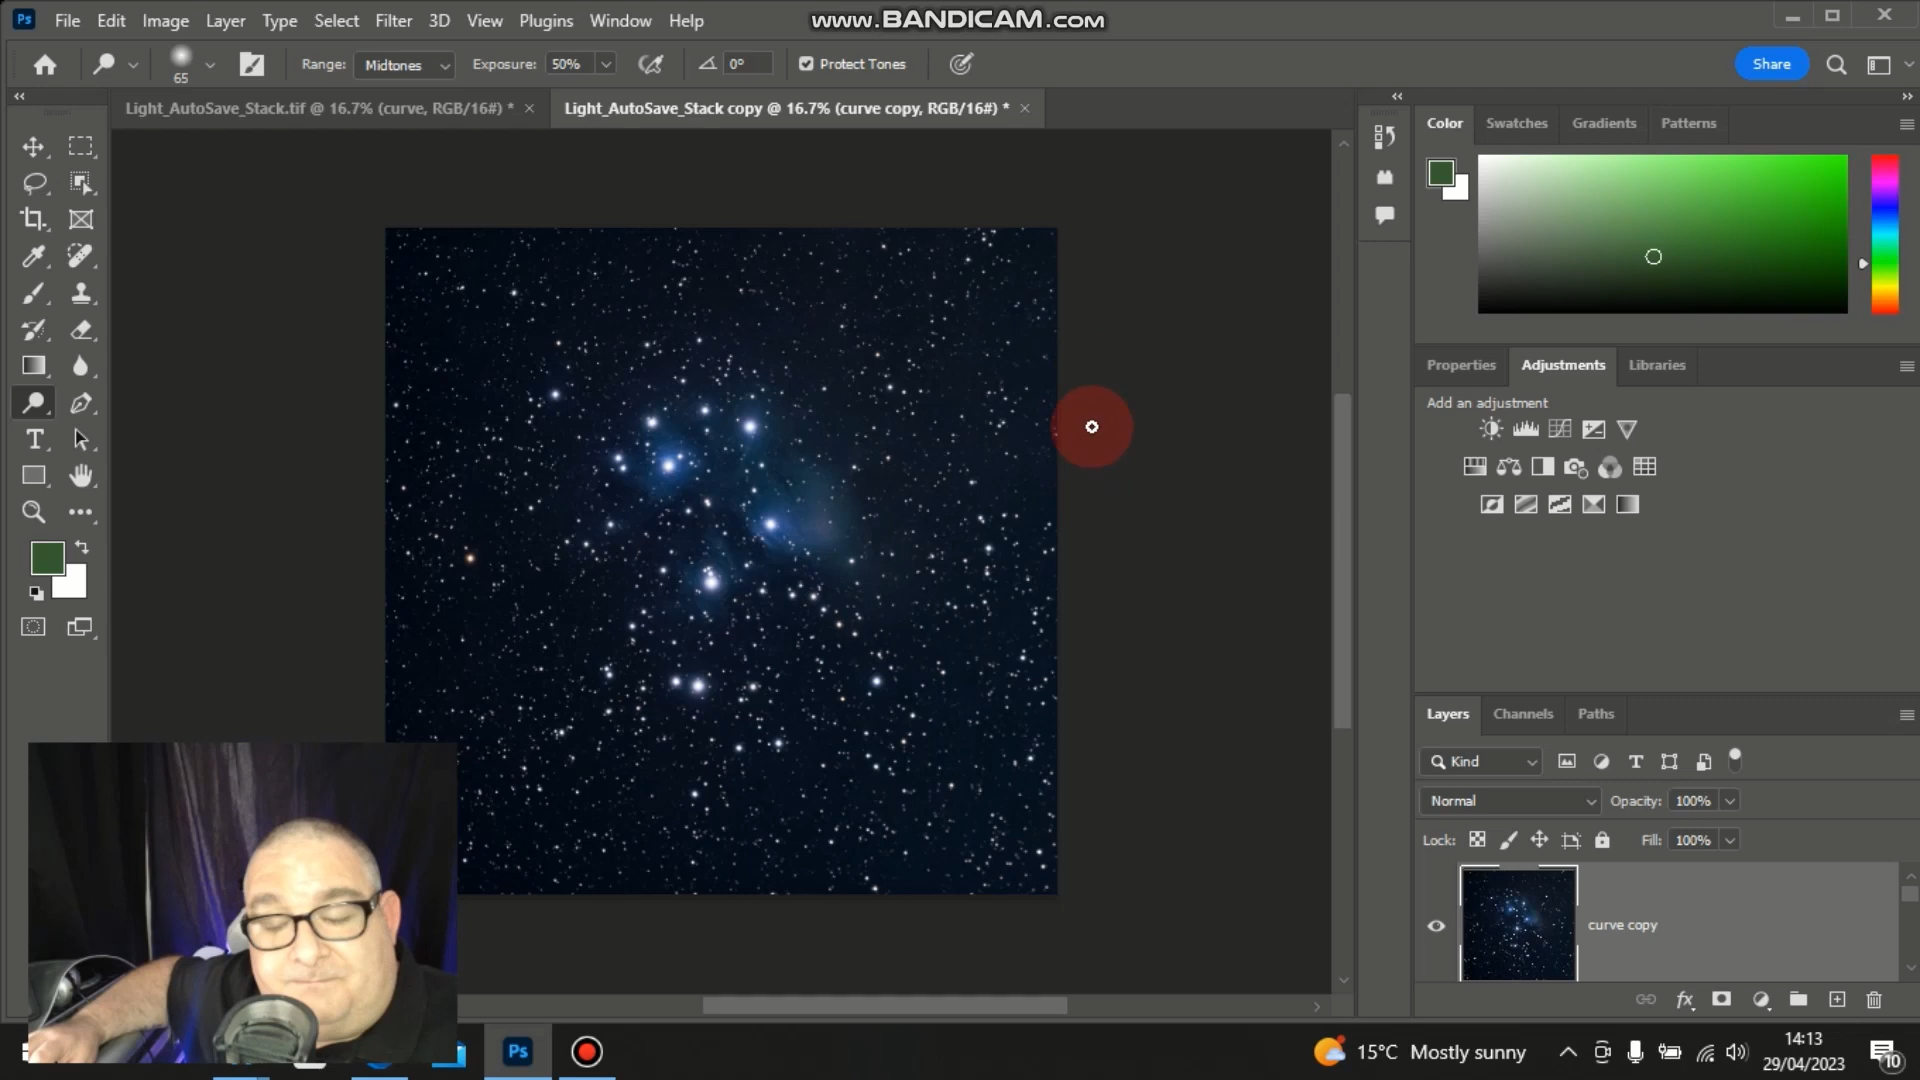 Ps File Edit Image Layer Type Select Filter 3D View Plugins Window Help
www.BANDICAM.com
65 Range: Midtones Exposure: 50% 0° Protect Tones Share
Light_AutoSave_Stack.tif @ 16.7% (curve, RGB/16#) * Light_AutoSave_Stack copy @ 16.7% (curve copy, RGB/16#) *
Color Swatches Gradients Patterns
Properties Adjustments Libraries
Add an adjustment
Layers Channels Paths
Kind
Normal Opacity: 100%
Lock: Fill: 100%
curve copy
fx
Ps
15°C Mostly sunny
14:13
29/04/2023
10